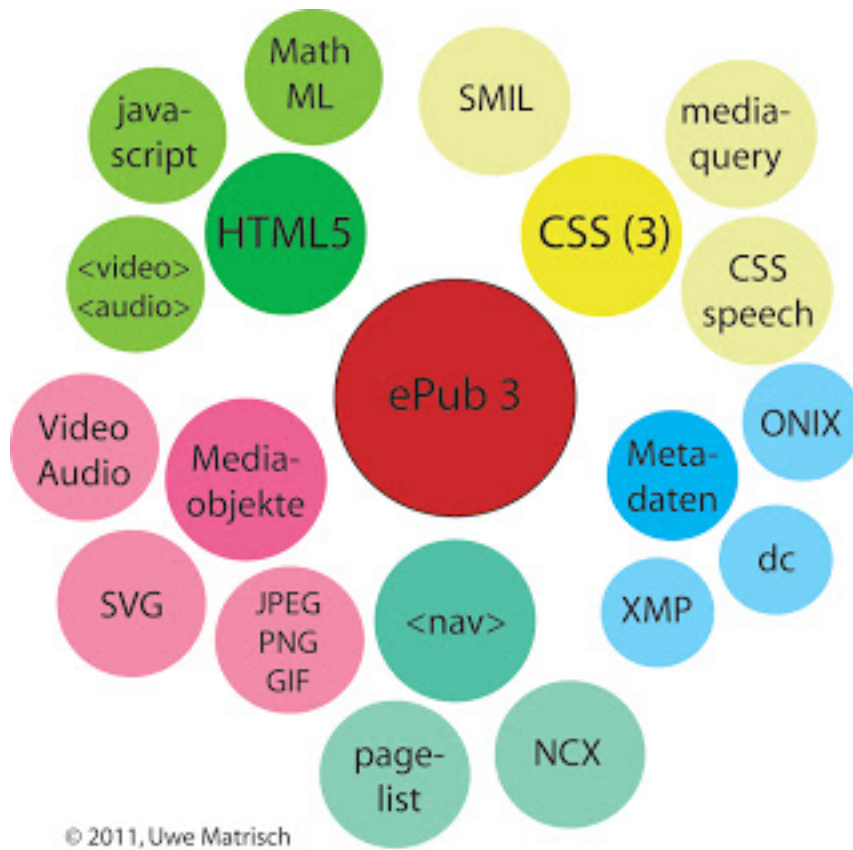 Math
ML
java-
script
HTML5
<video>
<audio>
SMIL
media-
query
CSS (3)
CSS
speech
ePub 3
Video
Audio
Media-
objekte
SVG
JPEG
PNG
GIF
Meta-
daten
ONIX
dc
XMP
<nav>
page-
list
NCX
© 2011, Uwe Matrisch